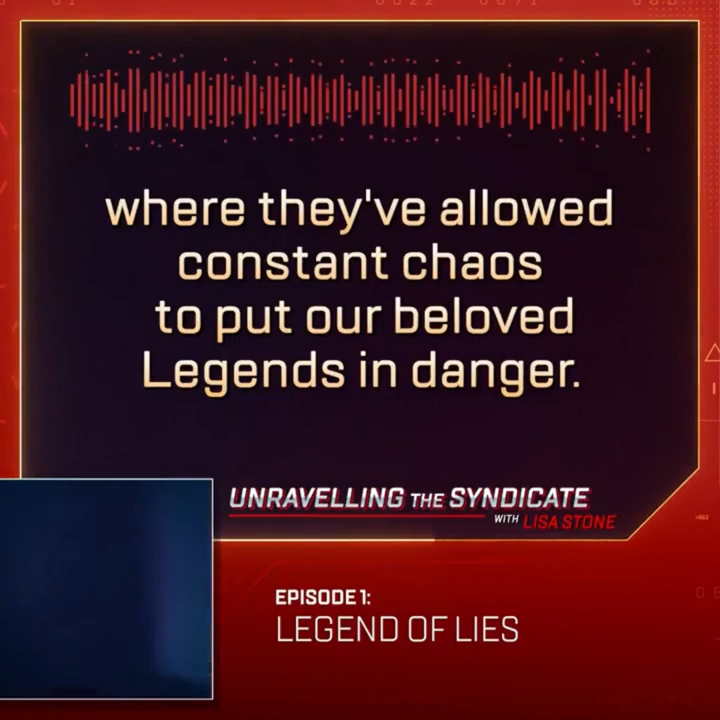 where they've allowed
constant chaos
to put our beloved
Legends in danger.
UNRAVELLING THE SYNDICATE
WITH LISA STONE
EPISODE 1:
LEGEND OF LIES